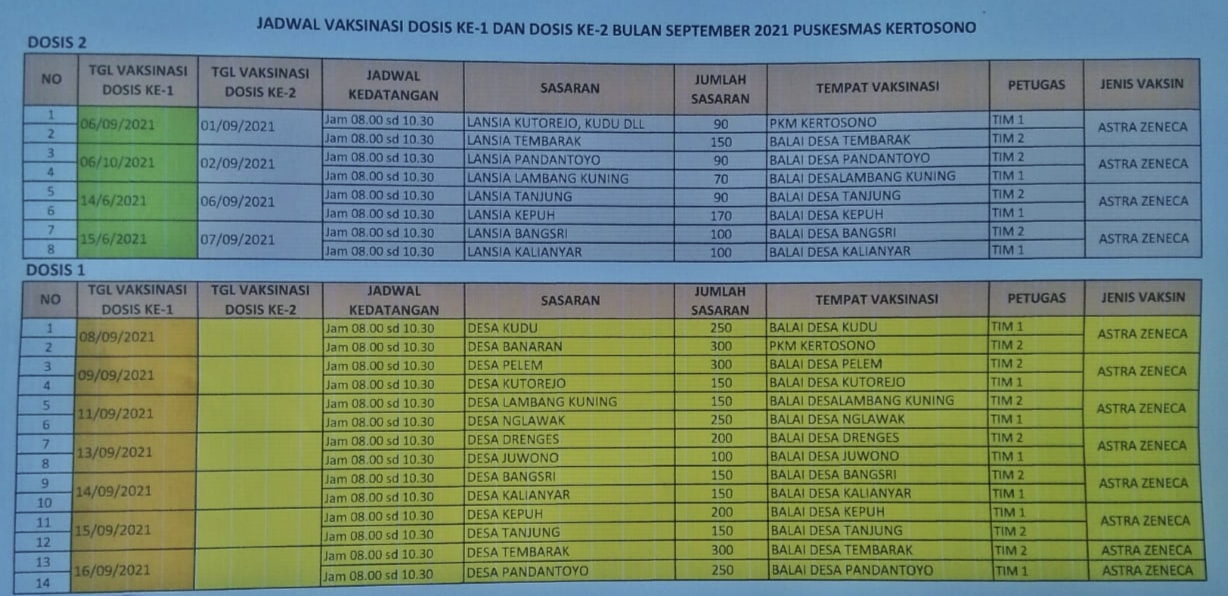 JADWAL VAKSINASI DOSIS KE-1 DAN DOSIS KE-2 BULAN SEPTEMBER 2021 PUSKESMAS KERTOSONO
DOSIS 2
NO TGL VAKSINASI DOSIS KE-1 TGL VAKSINASI DOSIS KE-2 JADWAL KEDATANGAN SASARAN JUMLAH SASARAN TEMPAT VAKSINASI PETUGAS JENIS VAKSIN
1 06/09/2021 01/09/2021 Jam 08.00 sd 10.30 LANSIA KUTOREJO, KUDU DLL 90 PKM KERTOSONO TIM 1 ASTRA ZENECA
2 Jam 08.00 sd 10.30 LANSIA TEMBARAK 150 BALAI DESA TEMBARAK TIM 2
3 06/10/2021 02/09/2021 Jam 08.00 sd 10.30 LANSIA PANDANTOYO 90 BALAI DESA PANDANTOYO TIM 2 ASTRA ZENECA
4 Jam 08.00 sd 10.30 LANSIA LAMBANG KUNING 70 BALAI DESALAMBANG KUNING TIM 1
5 14/6/2021 06/09/2021 Jam 08.00 sd 10.30 LANSIA TANJUNG 90 BALAI DESA TANJUNG TIM 2 ASTRA ZENECA
6 Jam 08.00 sd 10.30 LANSIA KEPUH 170 BALAI DESA KEPUH TIM 1
7 15/6/2021 07/09/2021 Jam 08.00 sd 10.30 LANSIA BANGSRI 100 BALAI DESA BANGSRI TIM 2 ASTRA ZENECA
8 Jam 08.00 sd 10.30 LANSIA KALIANYAR 100 BALAI DESA KALIANYAR TIM 1
DOSIS 1
NO TGL VAKSINASI DOSIS KE-1 TGL VAKSINASI DOSIS KE-2 JADWAL KEDATANGAN SASARAN JUMLAH SASARAN TEMPAT VAKSINASI PETUGAS JENIS VAKSIN
1 08/09/2021 Jam 08.00 sd 10.30 DESA KUDU 250 BALAI DESA KUDU TIM 1 ASTRA ZENECA
2 Jam 08.00 sd 10.30 DESA BANARAN 300 PKM KERTOSONO TIM 2
3 09/09/2021 Jam 08.00 sd 10.30 DESA PELEM 300 BALAI DESA PELEM TIM 2 ASTRA ZENECA
4 Jam 08.00 sd 10.30 DESA KUTOREJO 150 BALAI DESA KUTOREJO TIM 1
5 11/09/2021 Jam 08.00 sd 10.30 DESA LAMBANG KUNING 150 BALAI DESALAMBANG KUNING TIM 2 ASTRA ZENECA
6 Jam 08.00 sd 10.30 DESA NGLAWAK 250 BALAI DESA NGLAWAK TIM 1
7 13/09/2021 Jam 08.00 sd 10.30 DESA DRENGES 200 BALAI DESA DRENGES TIM 2 ASTRA ZENECA
8 Jam 08.00 sd 10.30 DESA JUWONO 100 BALAI DESA JUWONO TIM 1
9 14/09/2021 Jam 08.00 sd 10.30 DESA BANGSRI 150 BALAI DESA BANGSRI TIM 2 ASTRA ZENECA
10 Jam 08.00 sd 10.30 DESA KALIANYAR 150 BALAI DESA KALIANYAR TIM 1
11 15/09/2021 Jam 08.00 sd 10.30 DESA KEPUH 200 BALAI DESA KEPUH TIM 1 ASTRA ZENECA
12 Jam 08.00 sd 10.30 DESA TANJUNG 150 BALAI DESA TANJUNG TIM 2
13 16/09/2021 Jam 08.00 sd 10.30 DESA TEMBARAK 300 BALAI DESA TEMBARAK TIM 2 ASTRA ZENECA
14 Jam 08.00 sd 10.30 DESA PANDANTOYO 250 BALAI DESA PANDANTOYO TIM 1 ASTRA ZENECA